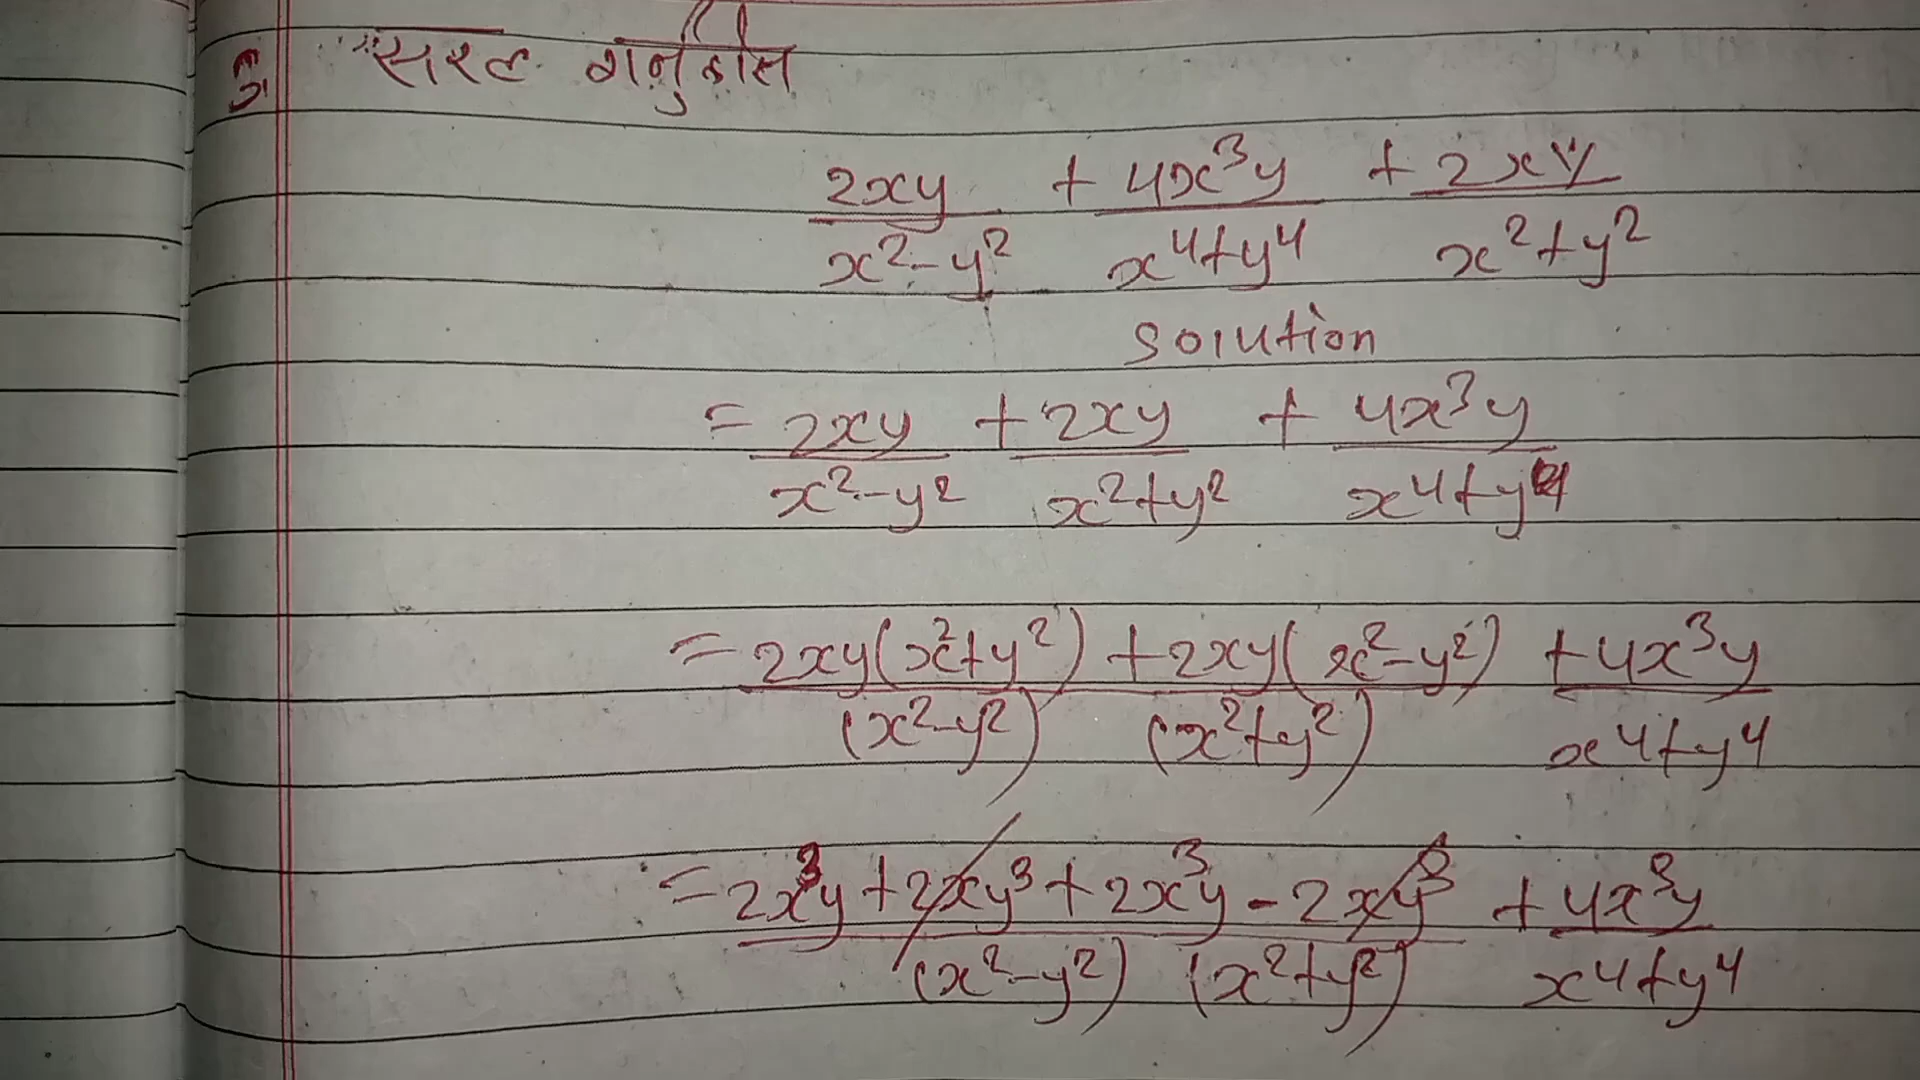 सरल गर्नुहोस
2xy/(x²-y²) + 4x³y/(x⁴+y⁴) + 2xy/(x²+y²)
solution
= 2xy/(x²-y²) + 2xy/(x²+y²) + 4x³y/(x⁴+y⁴)
= (2xy(x²+y²) + 2xy(x²-y²))/((x²-y²)(x²+y²)) + 4x³y/(x⁴+y⁴)
= (2x³y + 2xy³ + 2x³y - 2xy³)/((x²-y²)(x²+y²)) + 4x³y/(x⁴+y⁴)